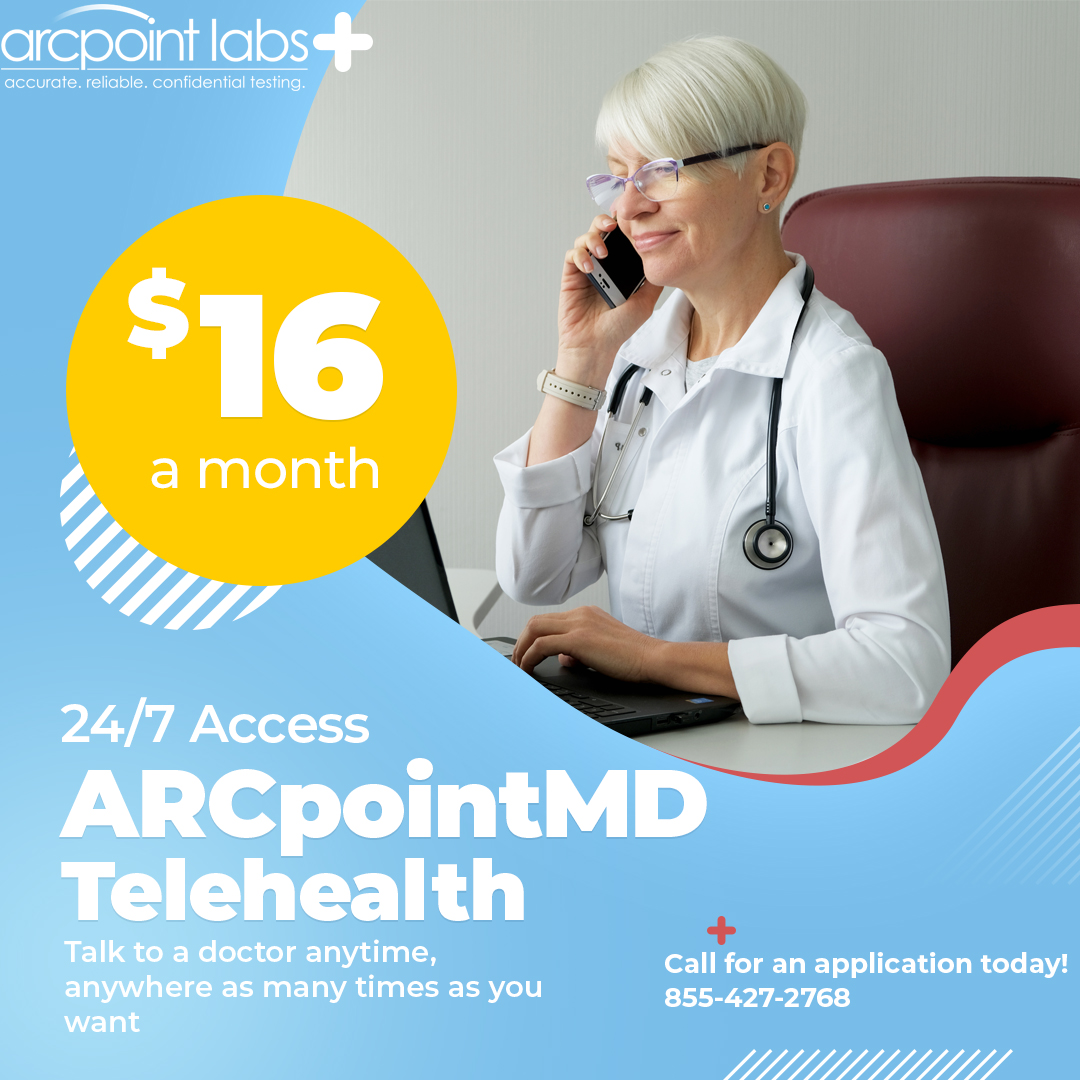 arcpoint labs
accurate. reliable. confidential testing.
$16
a month
24/7 Access
ARCpointMD
Telehealth
Talk to a doctor anytime,
anywhere as many times as you
want
Call for an application today!
855-427-2768